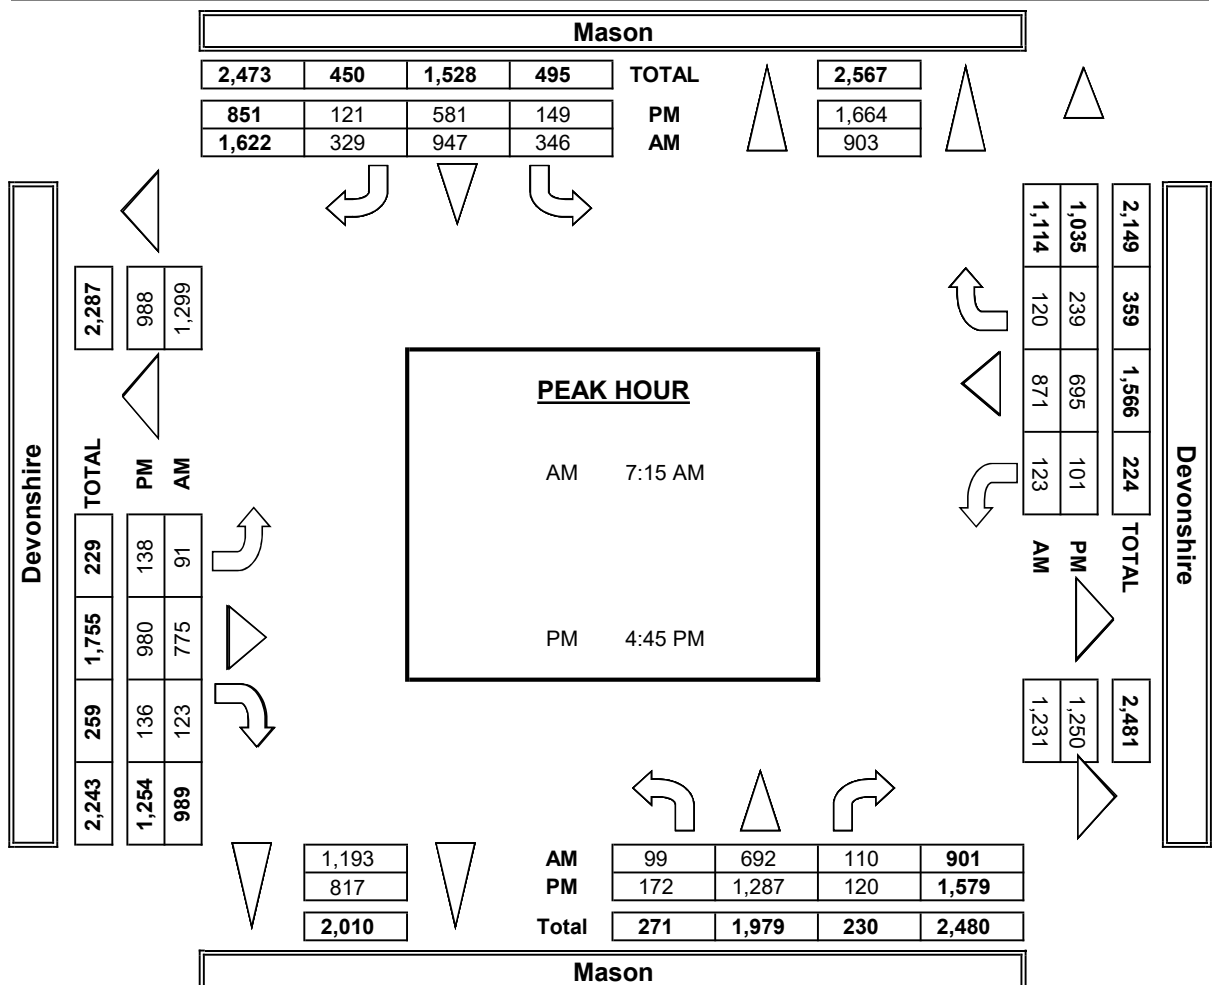 Mason
2,473 450 1,528 495 TOTAL 2,567
851 121 581 149 PM 1,664
1,622 329 947 346 AM 903
Devonshire
2,287
988
1,299
TOTAL
PM
AM
229 1,755 259 2,243
138 980 136 1,254
91 775 123 989
PEAK HOUR
AM 7:15 AM
PM 4:45 PM
2,149 359 1,566 224 TOTAL 2,481
1,035 239 695 101 PM 1,250
1,114 120 871 123 AM 1,231
Devonshire
1,193 AM 99 692 110 901
817 PM 172 1,287 120 1,579
2,010 Total 271 1,979 230 2,480
Mason